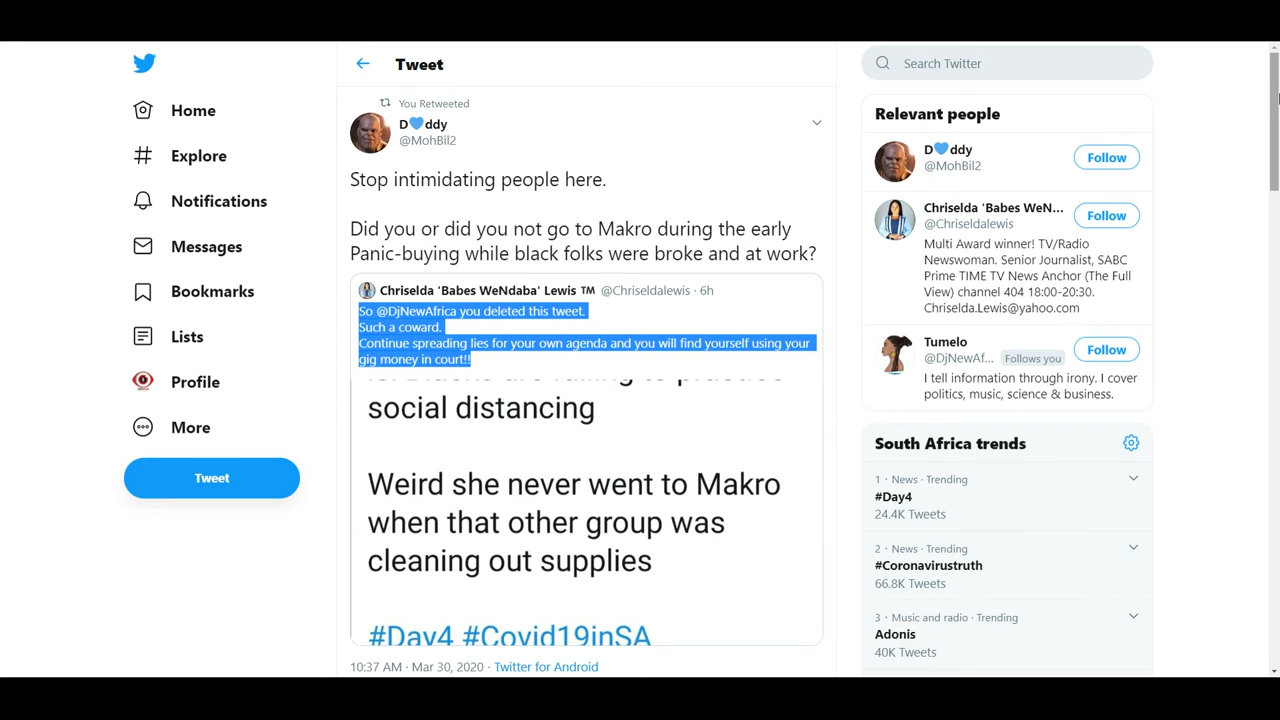 Home
Explore
Notifications
Messages
Bookmarks
Lists
Profile
More
Tweet
Tweet
You Retweeted
D💙ddy
@MohBil2
Stop intimidating people here.
Did you or did you not go to Makro during the early
Panic-buying while black folks were broke and at work?
Chriselda 'Babes WeNdaba' Lewis ™ @Chriseldalewis · 6h
So @DjNewAfrica you deleted this tweet.
Such a coward.
Continue spreading lies for your own agenda and you will find yourself using your
gig money in court!!
social distancing
Weird she never went to Makro
when that other group was
cleaning out supplies
#Day4 #Covid19inSA
10:37 AM · Mar 30, 2020 · Twitter for Android
Search Twitter
Relevant people
D💙ddy
@MohBil2
Follow
Chriselda 'Babes WeN...
@Chriseldalewis
Follow
Multi Award winner! TV/Radio
Newswoman. Senior Journalist, SABC
Prime TIME TV News Anchor (The Full
View) channel 404 18:00-20:30.
Chriselda.Lewis@yahoo.com
Tumelo
@DjNewAf... Follows you
Follow
I tell information through irony. I cover
politics, music, science & business.
South Africa trends
1 · News · Trending
#Day4
24.4K Tweets
2 · News · Trending
#Coronavirustruth
66.8K Tweets
3 · Music and radio · Trending
Adonis
40K Tweets